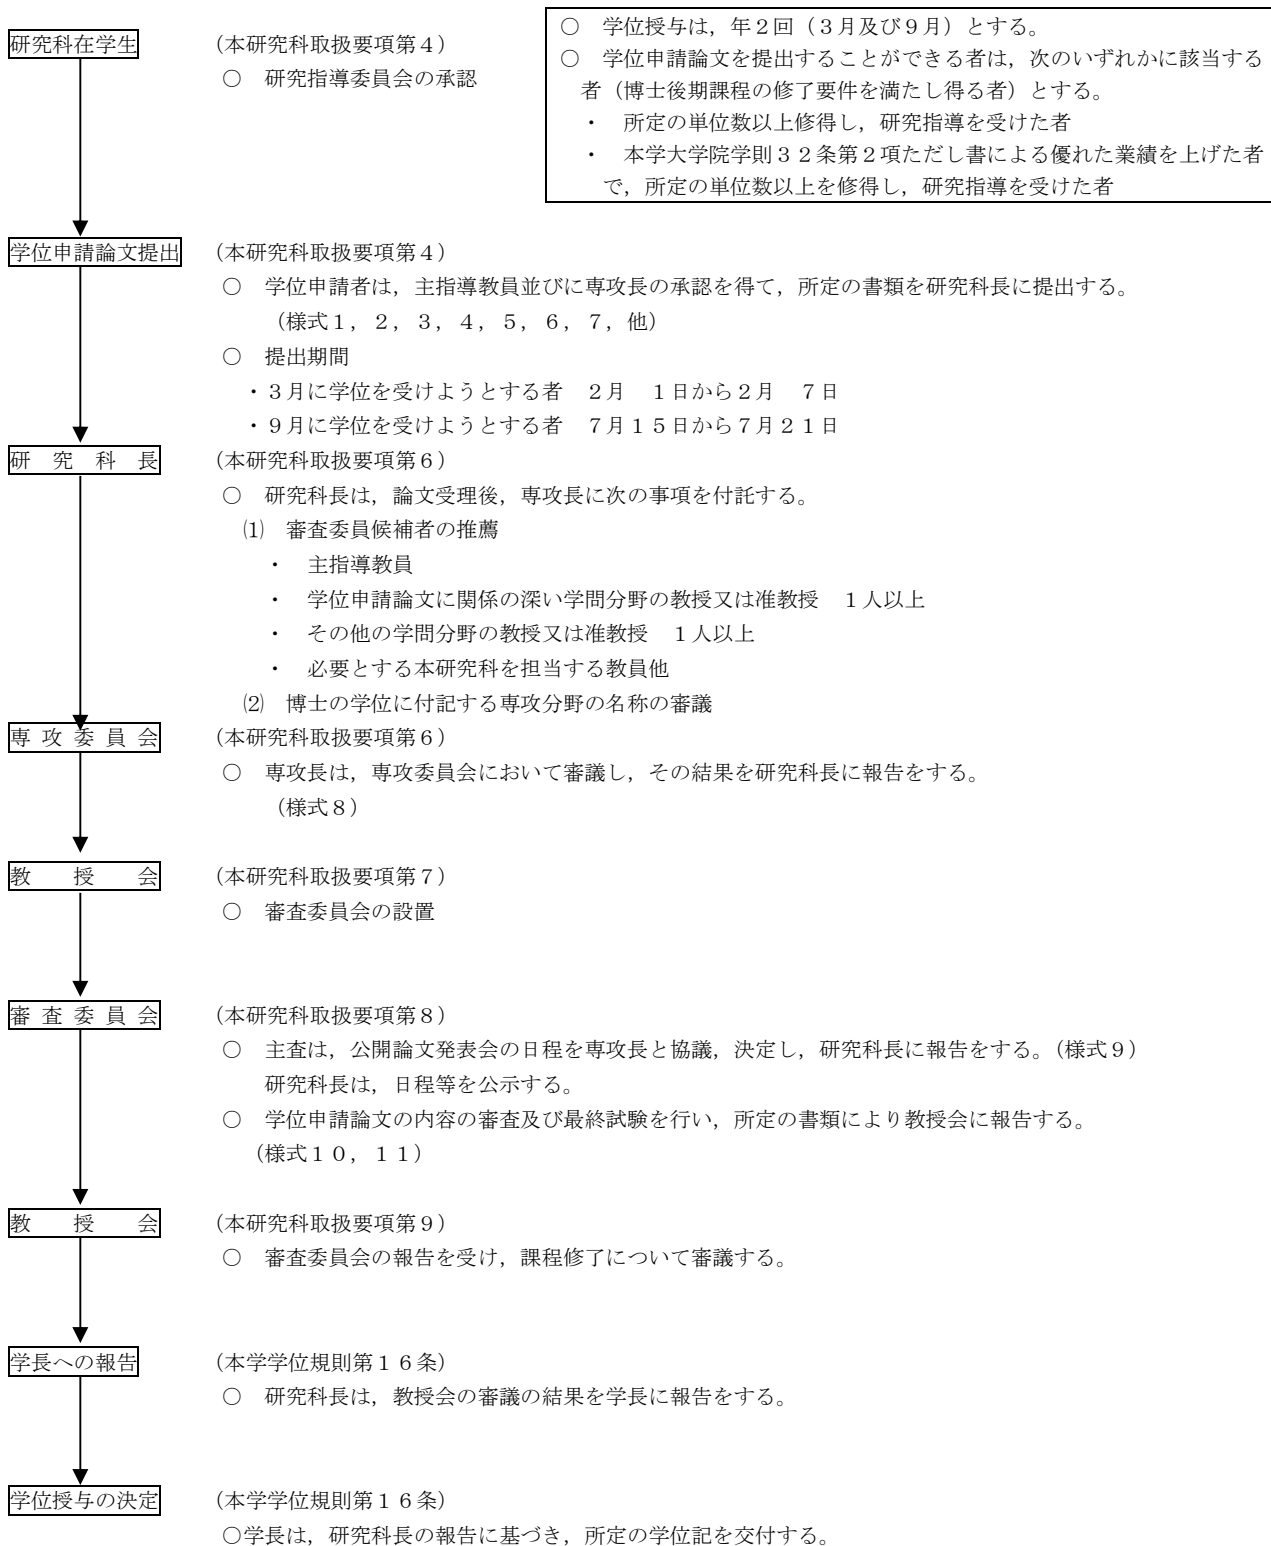 研究科在学生
（本研究科取扱要項第４）
○　研究指導委員会の承認
○　学位授与は，年２回（３月及び９月）とする。
○　学位申請論文を提出することができる者は，次のいずれかに該当する
者（博士後期課程の修了要件を満たし得る者）とする。
・　所定の単位数以上修得し，研究指導を受けた者
・　本学大学院学則３２条第２項ただし書による優れた業績を上げた者
で，所定の単位数以上を修得し，研究指導を受けた者
学位申請論文提出
（本研究科取扱要項第４）
○　学位申請者は，主指導教員並びに専攻長の承認を得て，所定の書類を研究科長に提出する。
（様式１，２，３，４，５，６，７，他）
○　提出期間
・３月に学位を受けようとする者　２月　１日から２月　７日
・９月に学位を受けようとする者　７月１５日から７月２１日
研　究　科　長
（本研究科取扱要項第６）
○　研究科長は，論文受理後，専攻長に次の事項を付託する。
⑴　審査委員候補者の推薦
・　主指導教員
・　学位申請論文に関係の深い学問分野の教授又は准教授　１人以上
・　その他の学問分野の教授又は准教授　１人以上
・　必要とする本研究科を担当する教員他
⑵　博士の学位に付記する専攻分野の名称の審議
専 攻 委 員 会
（本研究科取扱要項第６）
○　専攻長は，専攻委員会において審議し，その結果を研究科長に報告をする。
（様式８）
教　　授　　会
（本研究科取扱要項第７）
○　審査委員会の設置
審 査 委 員 会
（本研究科取扱要項第８）
○　主査は，公開論文発表会の日程を専攻長と協議，決定し，研究科長に報告をする。（様式９）
研究科長は，日程等を公示する。
○　学位申請論文の内容の審査及び最終試験を行い，所定の書類により教授会に報告する。
（様式１０，１１）
教　　授　　会
（本研究科取扱要項第９）
○　審査委員会の報告を受け，課程修了について審議する。
学長への報告
（本学学位規則第１６条）
○　研究科長は，教授会の審議の結果を学長に報告をする。
学位授与の決定
（本学学位規則第１６条）
○学長は，研究科長の報告に基づき，所定の学位記を交付する。